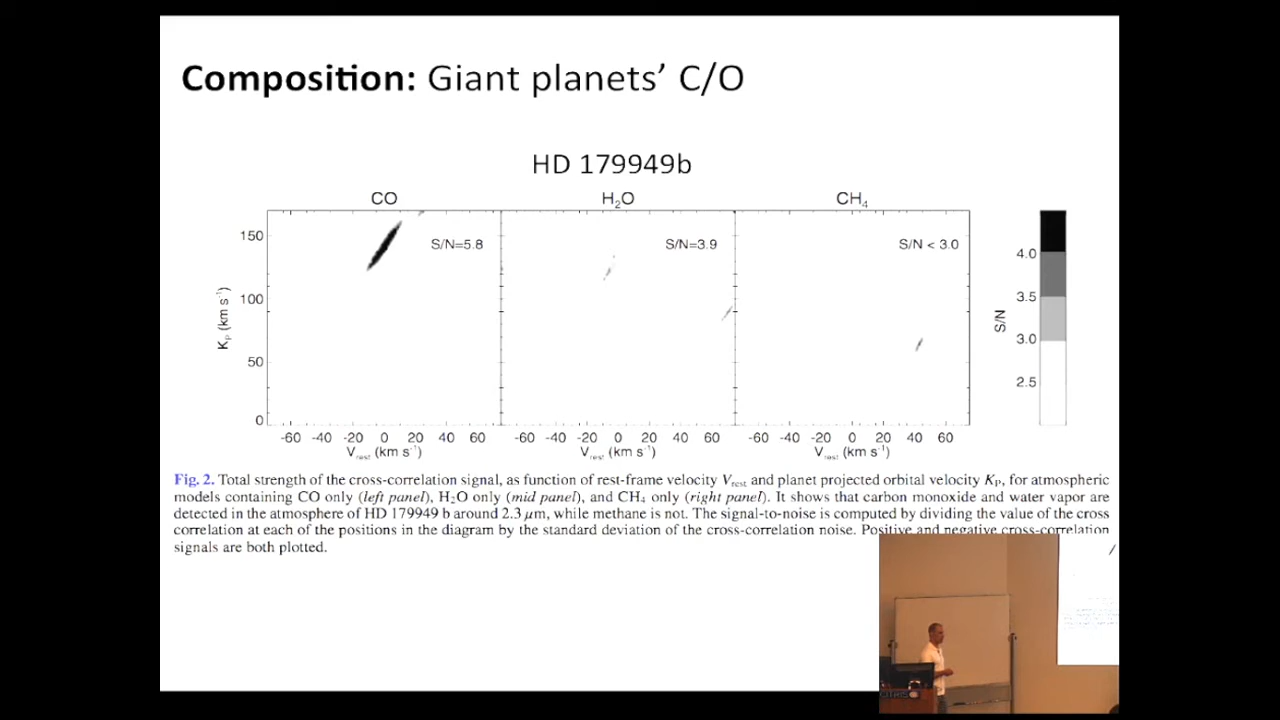 Composition: Giant planets' C/O
HD 179949b
CO H₂O CH₄
S/N=5.8 S/N=3.9 S/N < 3.0
150
100
50
0
Kₚ (km s⁻¹)
-60 -40 -20 0 20 40 60 -60 -40 -20 0 20 40 60 -60 -40 -20 0 20 40 60
Vᵣₑₛₜ (km s⁻¹) Vᵣₑₛₜ (km s⁻¹) Vᵣₑₛₜ (km s⁻¹)
S/N
4.0
3.5
3.0
2.5
Fig. 2. Total strength of the cross-correlation signal, as function of rest-frame velocity Vᵣₑₛₜ and planet projected orbital velocity Kₚ, for atmospheric
models containing CO only (left panel), H₂O only (mid panel), and CH₄ only (right panel). It shows that carbon monoxide and water vapor are
detected in the atmosphere of HD 179949 b around 2.3 μm, while methane is not. The signal-to-noise is computed by dividing the value of the cross
correlation at each of the positions in the diagram by the standard deviation of the cross-correlation noise. Positive and negative cross-correlation
signals are both plotted.
CITRIS